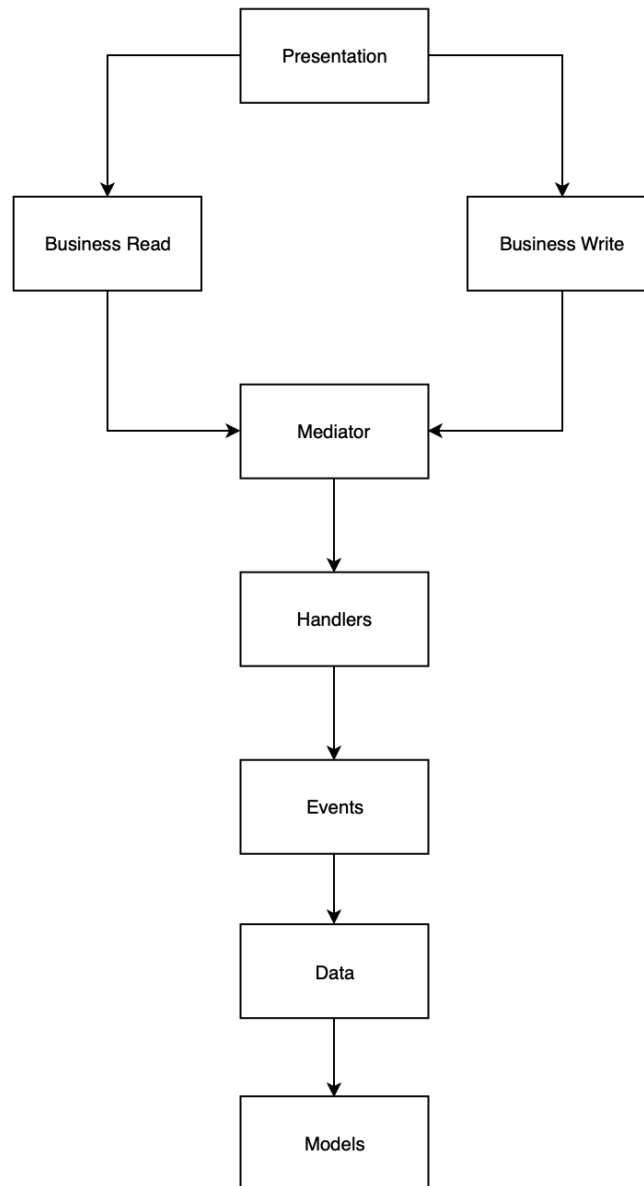 Presentation
Business Read
Business Write
Mediator
Handlers
Events
Data
Models